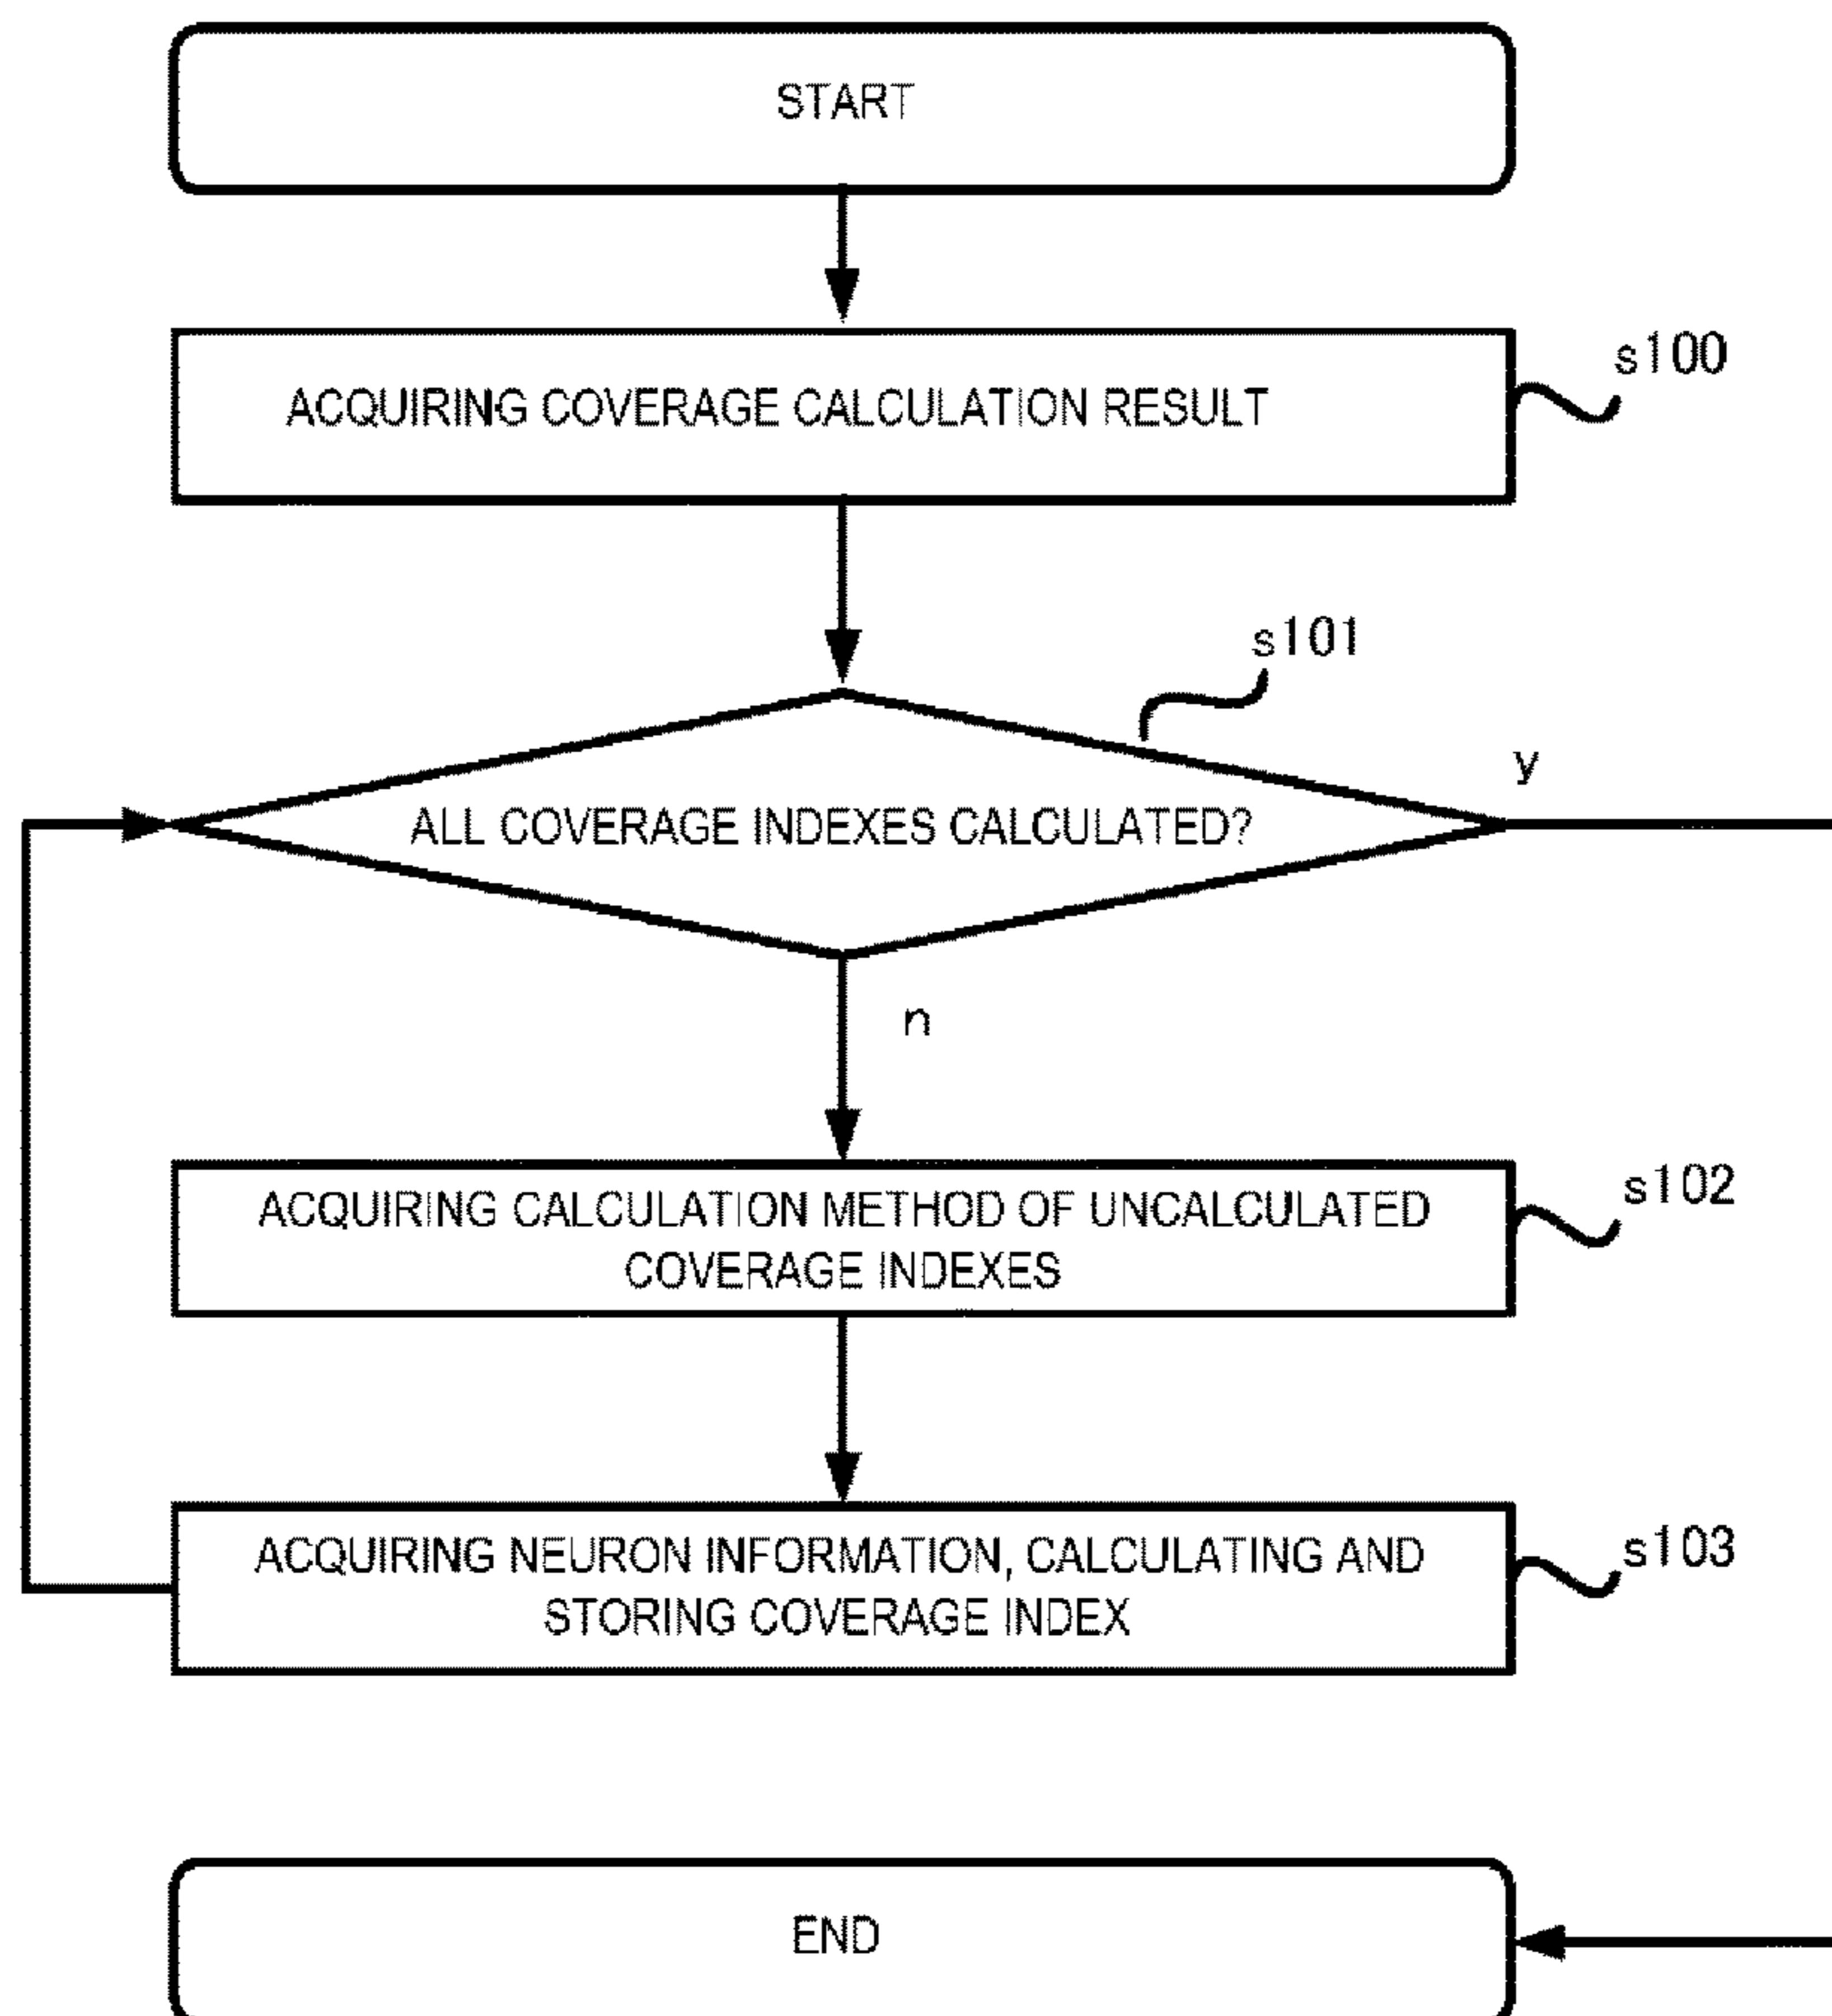 START
ACQUIRING COVERAGE CALCULATION RESULT
s100
s101
ALL COVERAGE INDEXES CALCULATED?
y
n
ACQUIRING CALCULATION METHOD OF UNCALCULATED
COVERAGE INDEXES
s102
ACQUIRING NEURON INFORMATION, CALCULATING AND
STORING COVERAGE INDEX
s103
END